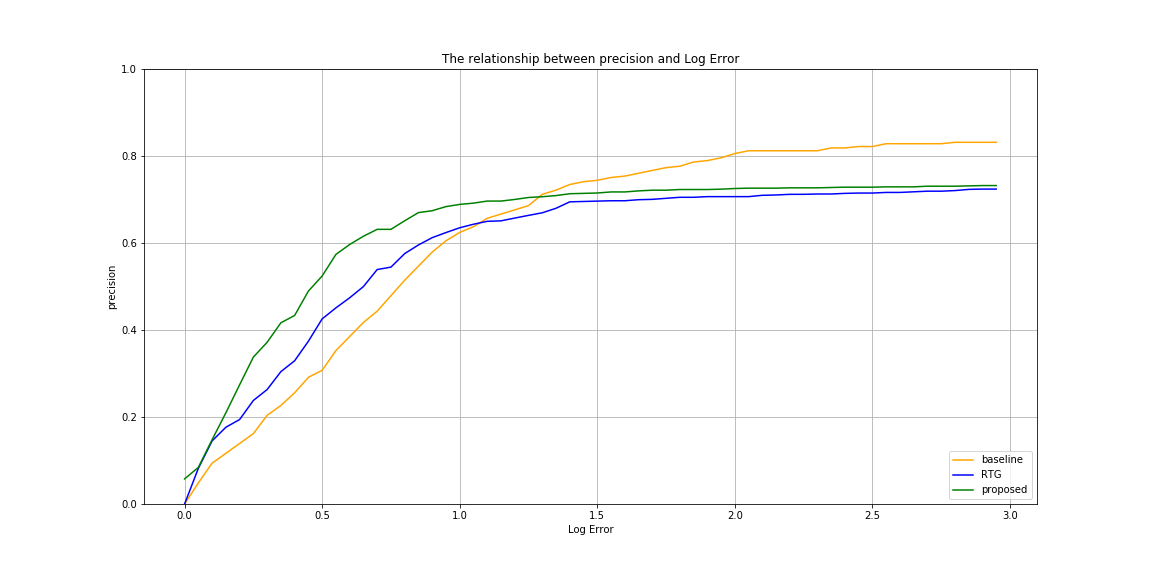 The relationship between precision and Log Error
1.0
0.8
0.6
0.4
0.2
0.0
precision
0.0 0.5 1.0 1.5 2.0 2.5 3.0
Log Error
baseline
RTG
proposed